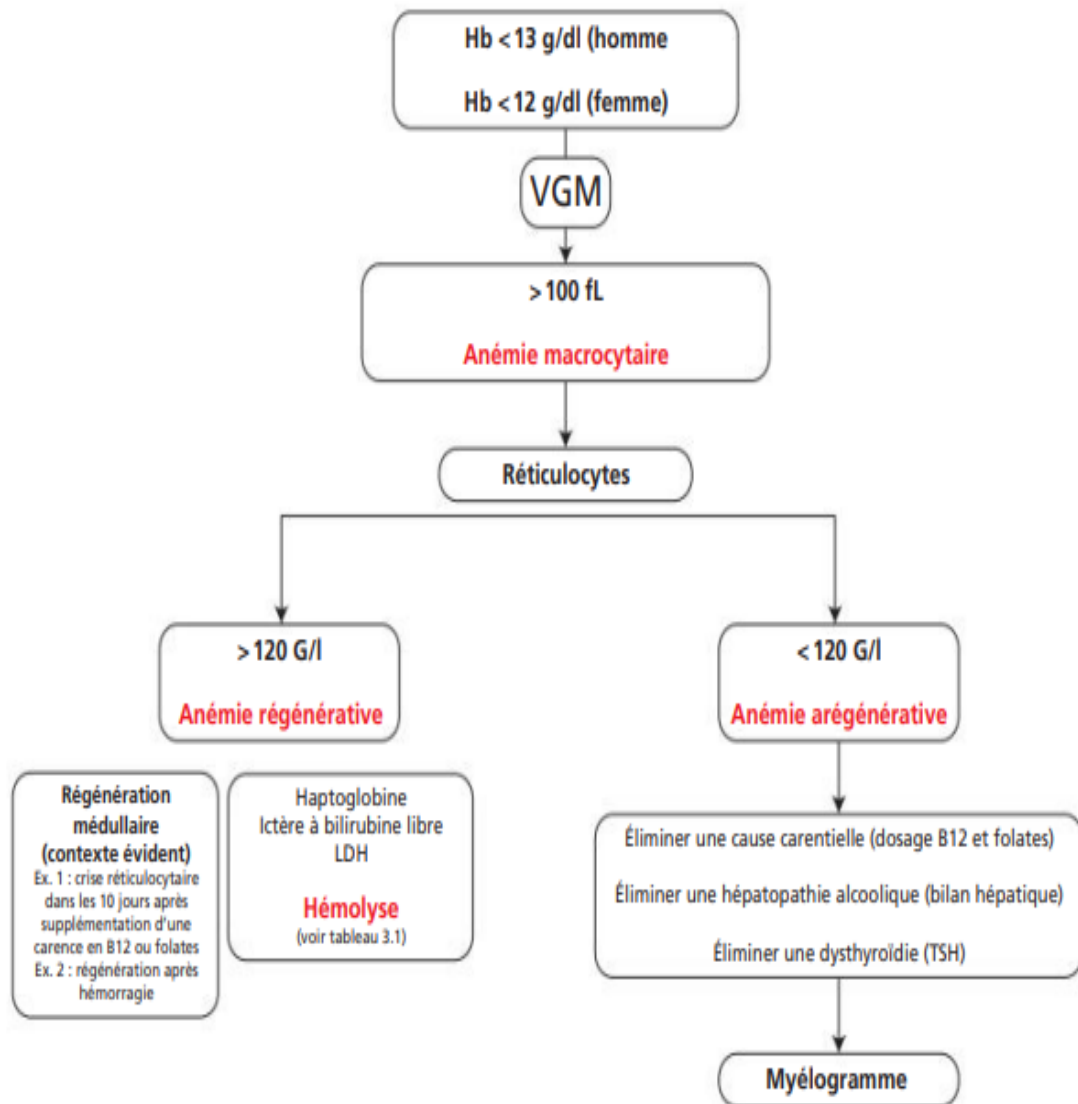 Hb < 13 g/dl (homme
Hb < 12 g/dl (femme)
VGM
> 100 fL
Anémie macrocytaire
Réticulocytes
> 120 G/l
Anémie régénérative
< 120 G/l
Anémie arégénérative
Régénération
médullaire
(contexte évident)
Ex. 1 : crise réticulocytaire
dans les 10 jours après
supplémentation d'une
carence en B12 ou folates
Ex. 2 : régénération après
hémorragie
Haptoglobine
Ictère à bilirubine libre
LDH
Hémolyse
(voir tableau 3.1)
Éliminer une cause carentielle (dosage B12 et folates)
Éliminer une hépatopathie alcoolique (bilan hépatique)
Éliminer une dysthyroïdie (TSH)
Myélogramme